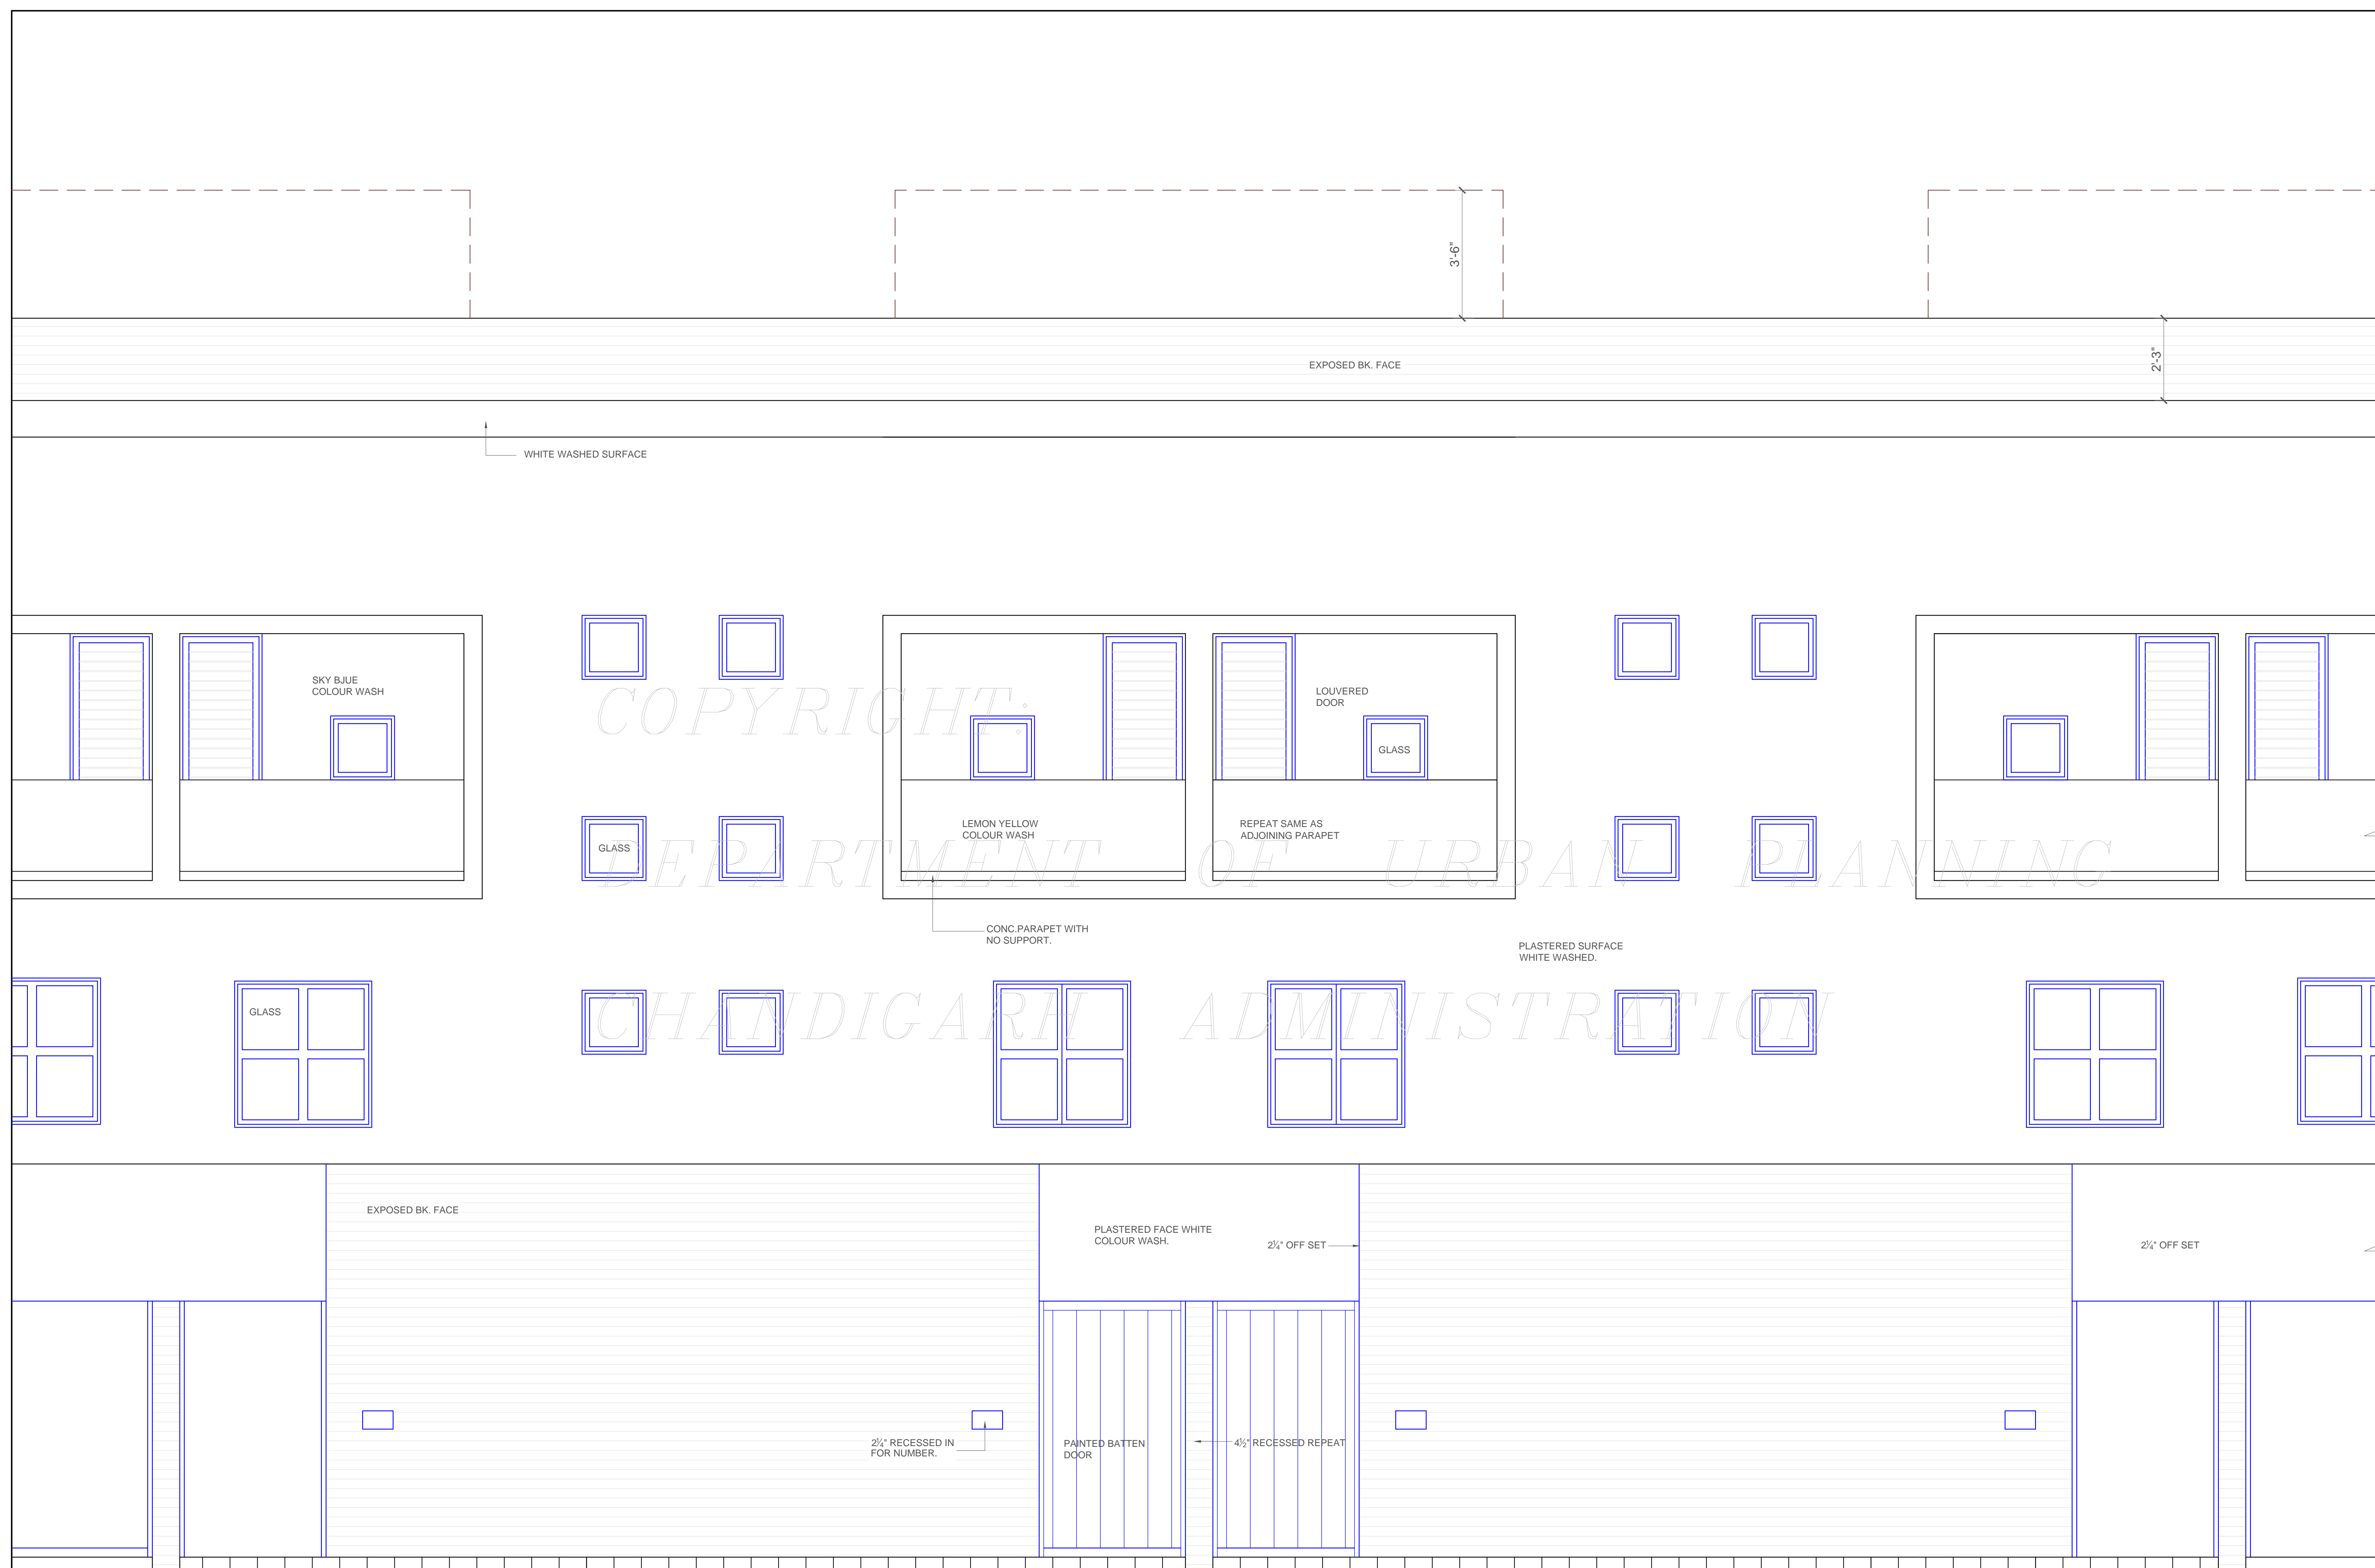 3'-6"
EXPOSED BK. FACE
2'-3"
WHITE WASHED SURFACE
SKY BJUE
COLOUR WASH
LOUVERED
DOOR
COPYRIGHT:
GLASS
LEMON YELLOW
COLOUR WASH
REPEAT SAME AS
ADJOINING PARAPET
GLASS
DEPARTMENT OF URBAN PLANNING
CONC.PARAPET WITH
NO SUPPORT.
PLASTERED SURFACE
WHITE WASHED.
GLASS
CHANDIGARH ADMINISTRATION
EXPOSED BK. FACE
PLASTERED FACE WHITE
COLOUR WASH.
2¼" OFF SET
2¼" OFF SET
2¼" RECESSED IN
FOR NUMBER.
PAINTED BATTEN
DOOR
4½" RECESSED REPEAT